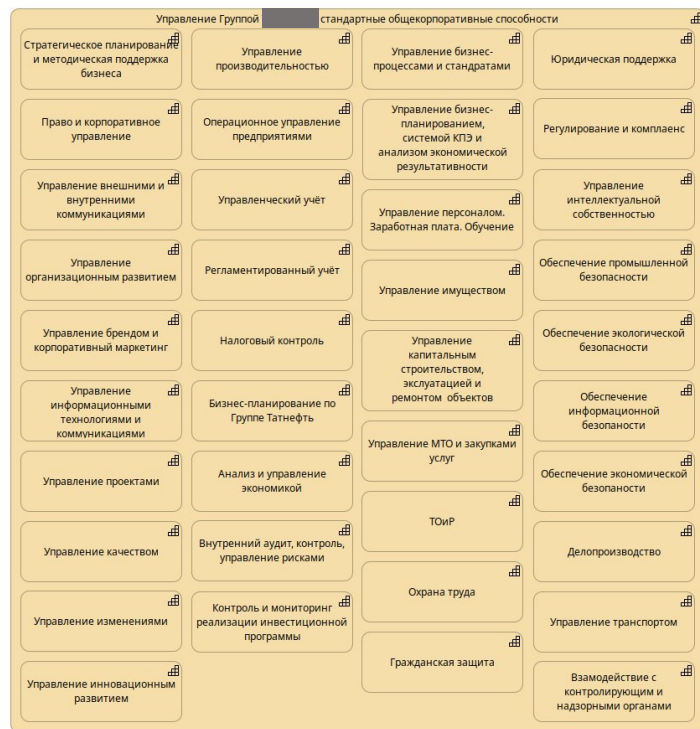 Управление Группой стандартные общекорпоративные способности
Стратегическое планирование
и методическая поддержка
бизнеса
Право и корпоративное
управление
Управление внешними и
внутренними
коммуникациями
Управление
организационным развитием
Управление брендом и
корпоративный маркетинг
Управление
информационными
технологиями и
коммуникациями
Управление проектами
Управление качеством
Управление изменениями
Управление инновационным
развитием
Управление
производительностью
Операционное управление
предприятиями
Управленческий учёт
Регламентированный учёт
Налоговый контроль
Бизнес-планирование по
Группе Татнефть
Анализ и управление
экономикой
Внутренний аудит, контроль,
управление рисками
Контроль и мониторинг
реализации инвестиционной
программы
Управление бизнес-
процессами и стандратами
Управление бизнес-
планированием,
системой КПЭ и
анализом экономической
результативности
Управление персоналом.
Заработная плата. Обучение
Управление имуществом
Управление
капитальным
строительством,
экслуатацией и
ремонтом объектов
Управление МТО и закупками
услуг
ТОиР
Охрана труда
Гражданская защита
Юридическая поддержка
Регулирование и комплаенс
Управление
интеллектуальной
собственностью
Обеспечение промышленной
безопасности
Обеспечение экологической
безопасности
Обеспечение
информационной
безопаности
Обеспечение экономической
безопаности
Делопроизводство
Управление транспортом
Взамодействие с
контролирующим и
надзорными органами